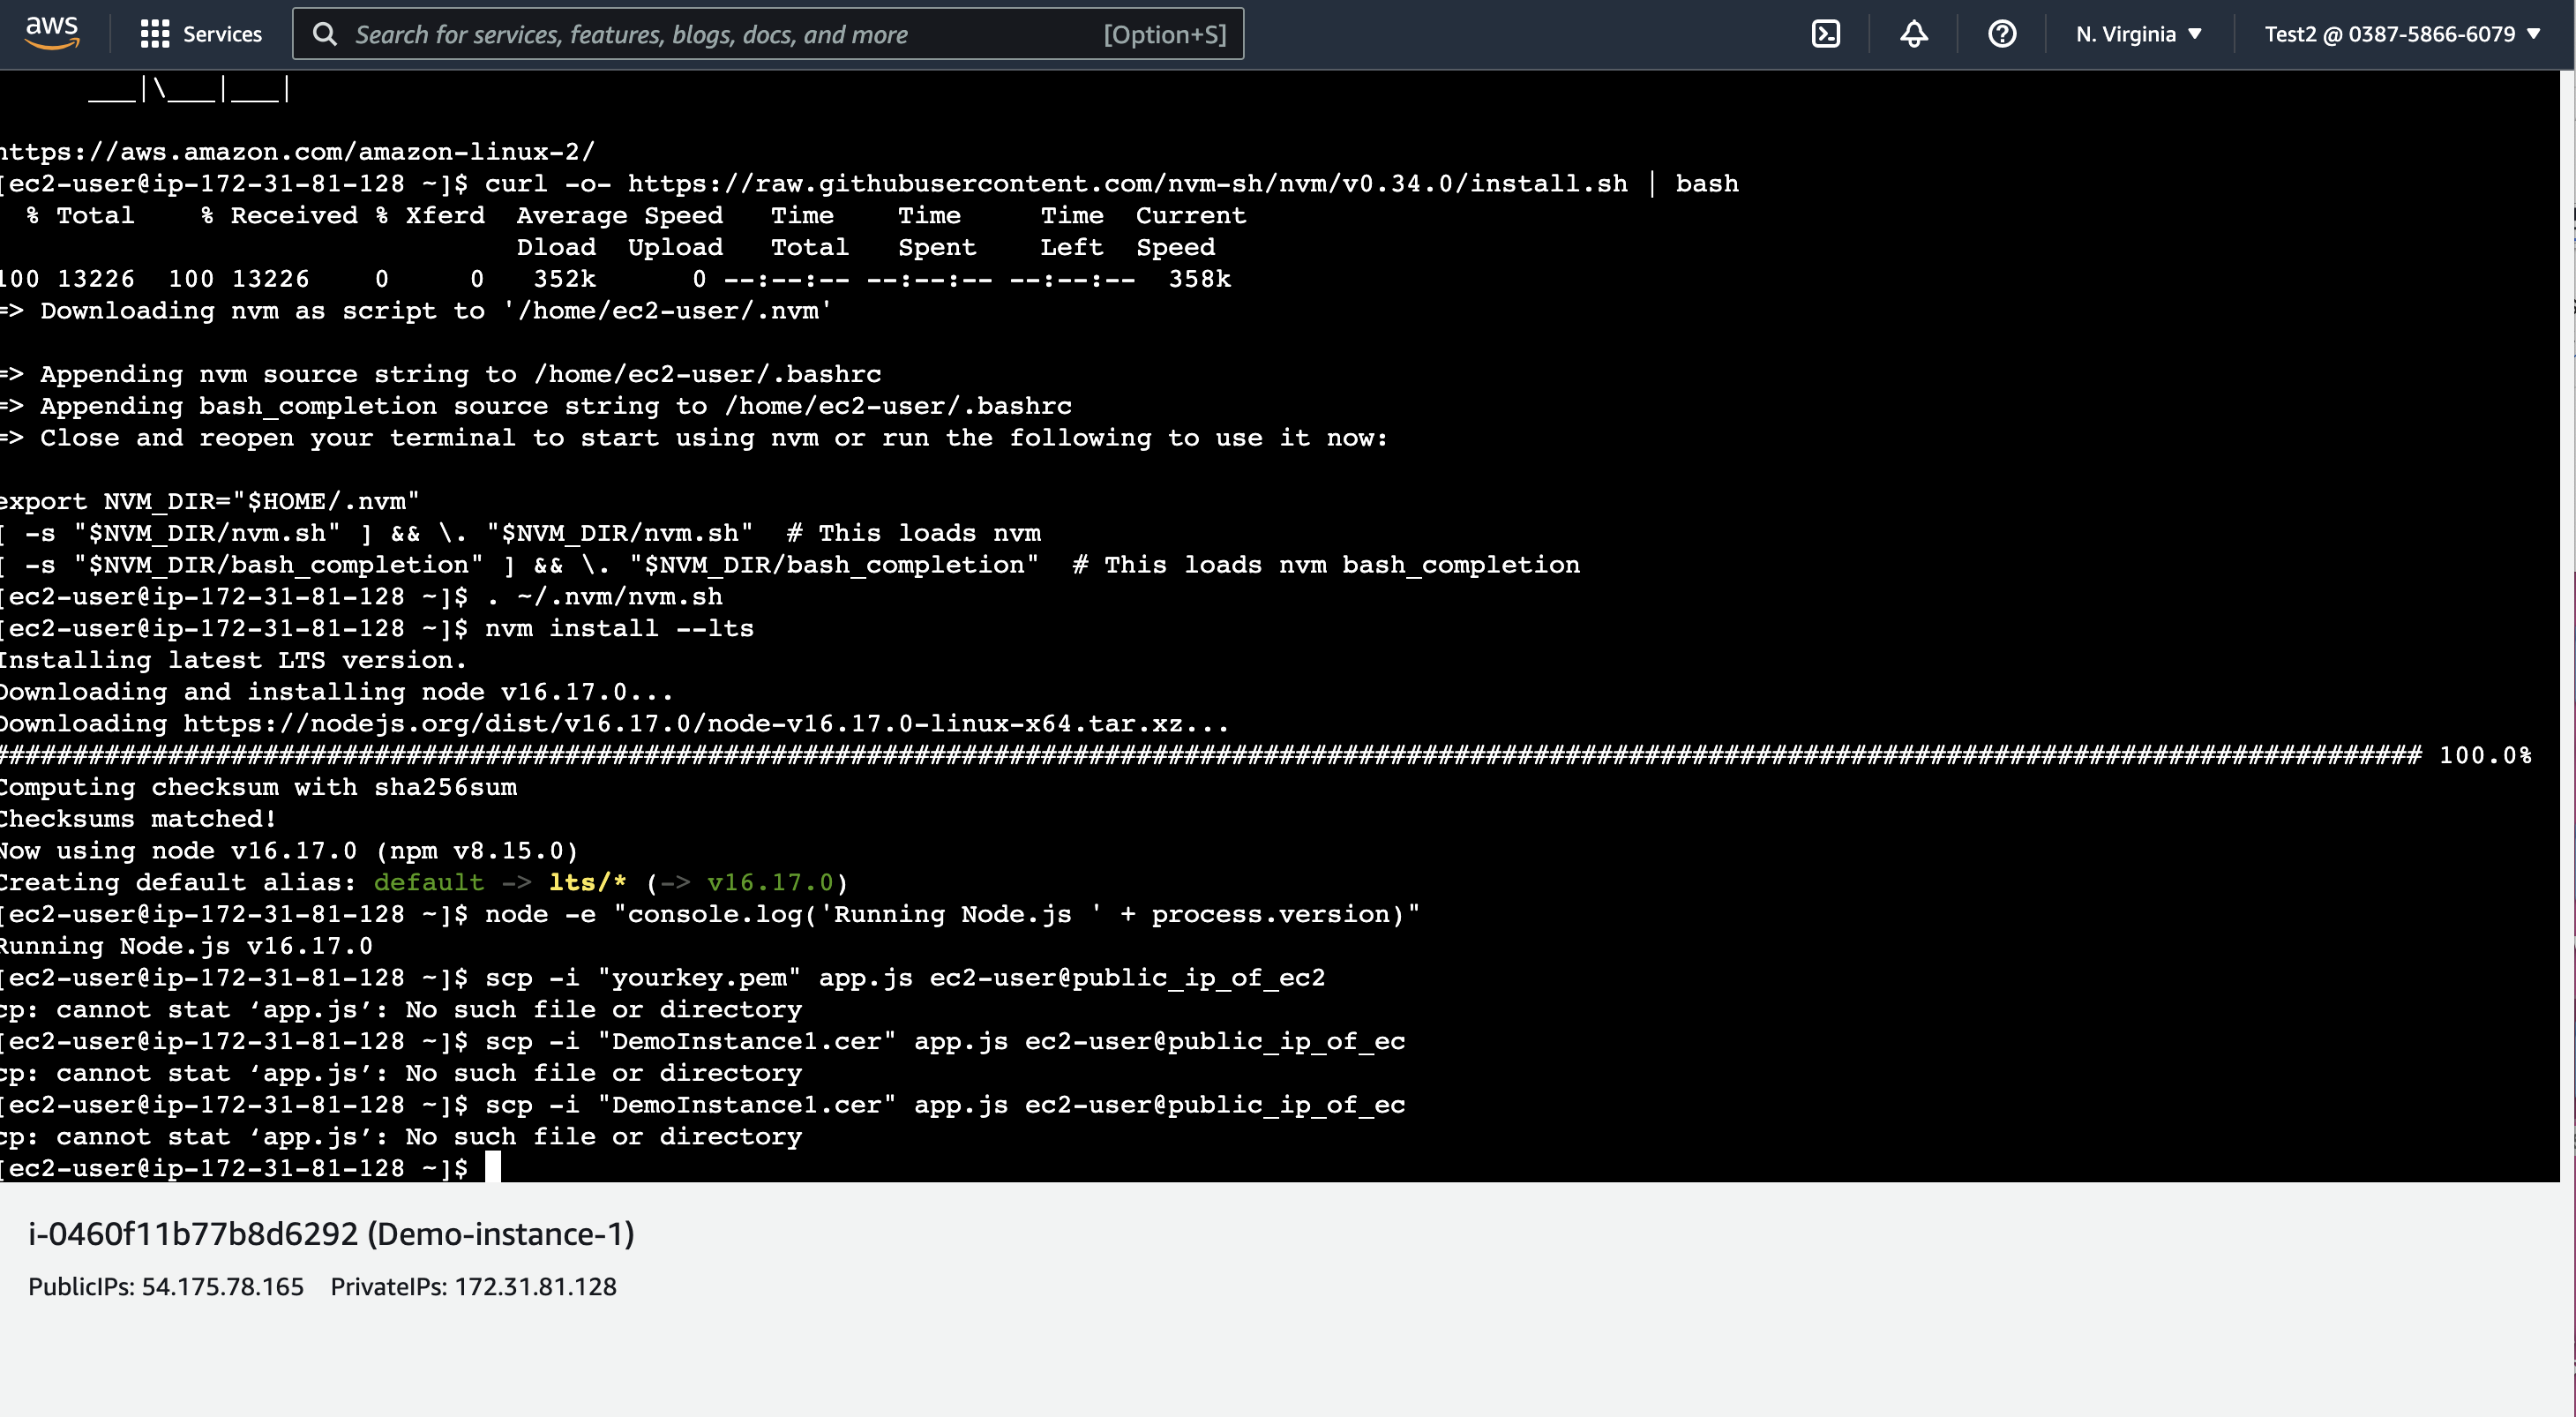 aws Services Search for services, features, blogs, docs, and more [Option+S] N. Virginia Test2 @ 0387-5866-6079
___|\___|___|
https://aws.amazon.com/amazon-linux-2/
[ec2-user@ip-172-31-81-128 ~]$ curl -o- https://raw.githubusercontent.com/nvm-sh/nvm/v0.34.0/install.sh | bash
% Total % Received % Xferd Average Speed Time Time Time Current
Dload Upload Total Spent Left Speed
100 13226 100 13226 0 0 352k 0 --:--:-- --:--:-- --:--:-- 358k
=> Downloading nvm as script to '/home/ec2-user/.nvm'
=> Appending nvm source string to /home/ec2-user/.bashrc
=> Appending bash_completion source string to /home/ec2-user/.bashrc
=> Close and reopen your terminal to start using nvm or run the following to use it now:
export NVM_DIR="$HOME/.nvm"
[ -s "$NVM_DIR/nvm.sh" ] && \. "$NVM_DIR/nvm.sh" # This loads nvm
[ -s "$NVM_DIR/bash_completion" ] && \. "$NVM_DIR/bash_completion" # This loads nvm bash_completion
[ec2-user@ip-172-31-81-128 ~]$ . ~/.nvm/nvm.sh
[ec2-user@ip-172-31-81-128 ~]$ nvm install --lts
Installing latest LTS version.
Downloading and installing node v16.17.0...
Downloading https://nodejs.org/dist/v16.17.0/node-v16.17.0-linux-x64.tar.xz...
######################################################################################################################################################### 100.0%
Computing checksum with sha256sum
Checksums matched!
Now using node v16.17.0 (npm v8.15.0)
Creating default alias: default -> lts/* (-> v16.17.0)
[ec2-user@ip-172-31-81-128 ~]$ node -e "console.log('Running Node.js ' + process.version)"
Running Node.js v16.17.0
[ec2-user@ip-172-31-81-128 ~]$ scp -i "yourkey.pem" app.js ec2-user@public_ip_of_ec2
cp: cannot stat ‘app.js’: No such file or directory
[ec2-user@ip-172-31-81-128 ~]$ scp -i "DemoInstance1.cer" app.js ec2-user@public_ip_of_ec
cp: cannot stat ‘app.js’: No such file or directory
[ec2-user@ip-172-31-81-128 ~]$ scp -i "DemoInstance1.cer" app.js ec2-user@public_ip_of_ec
cp: cannot stat ‘app.js’: No such file or directory
[ec2-user@ip-172-31-81-128 ~]$
i-0460f11b77b8d6292 (Demo-instance-1)
PublicIPs: 54.175.78.165 PrivateIPs: 172.31.81.128